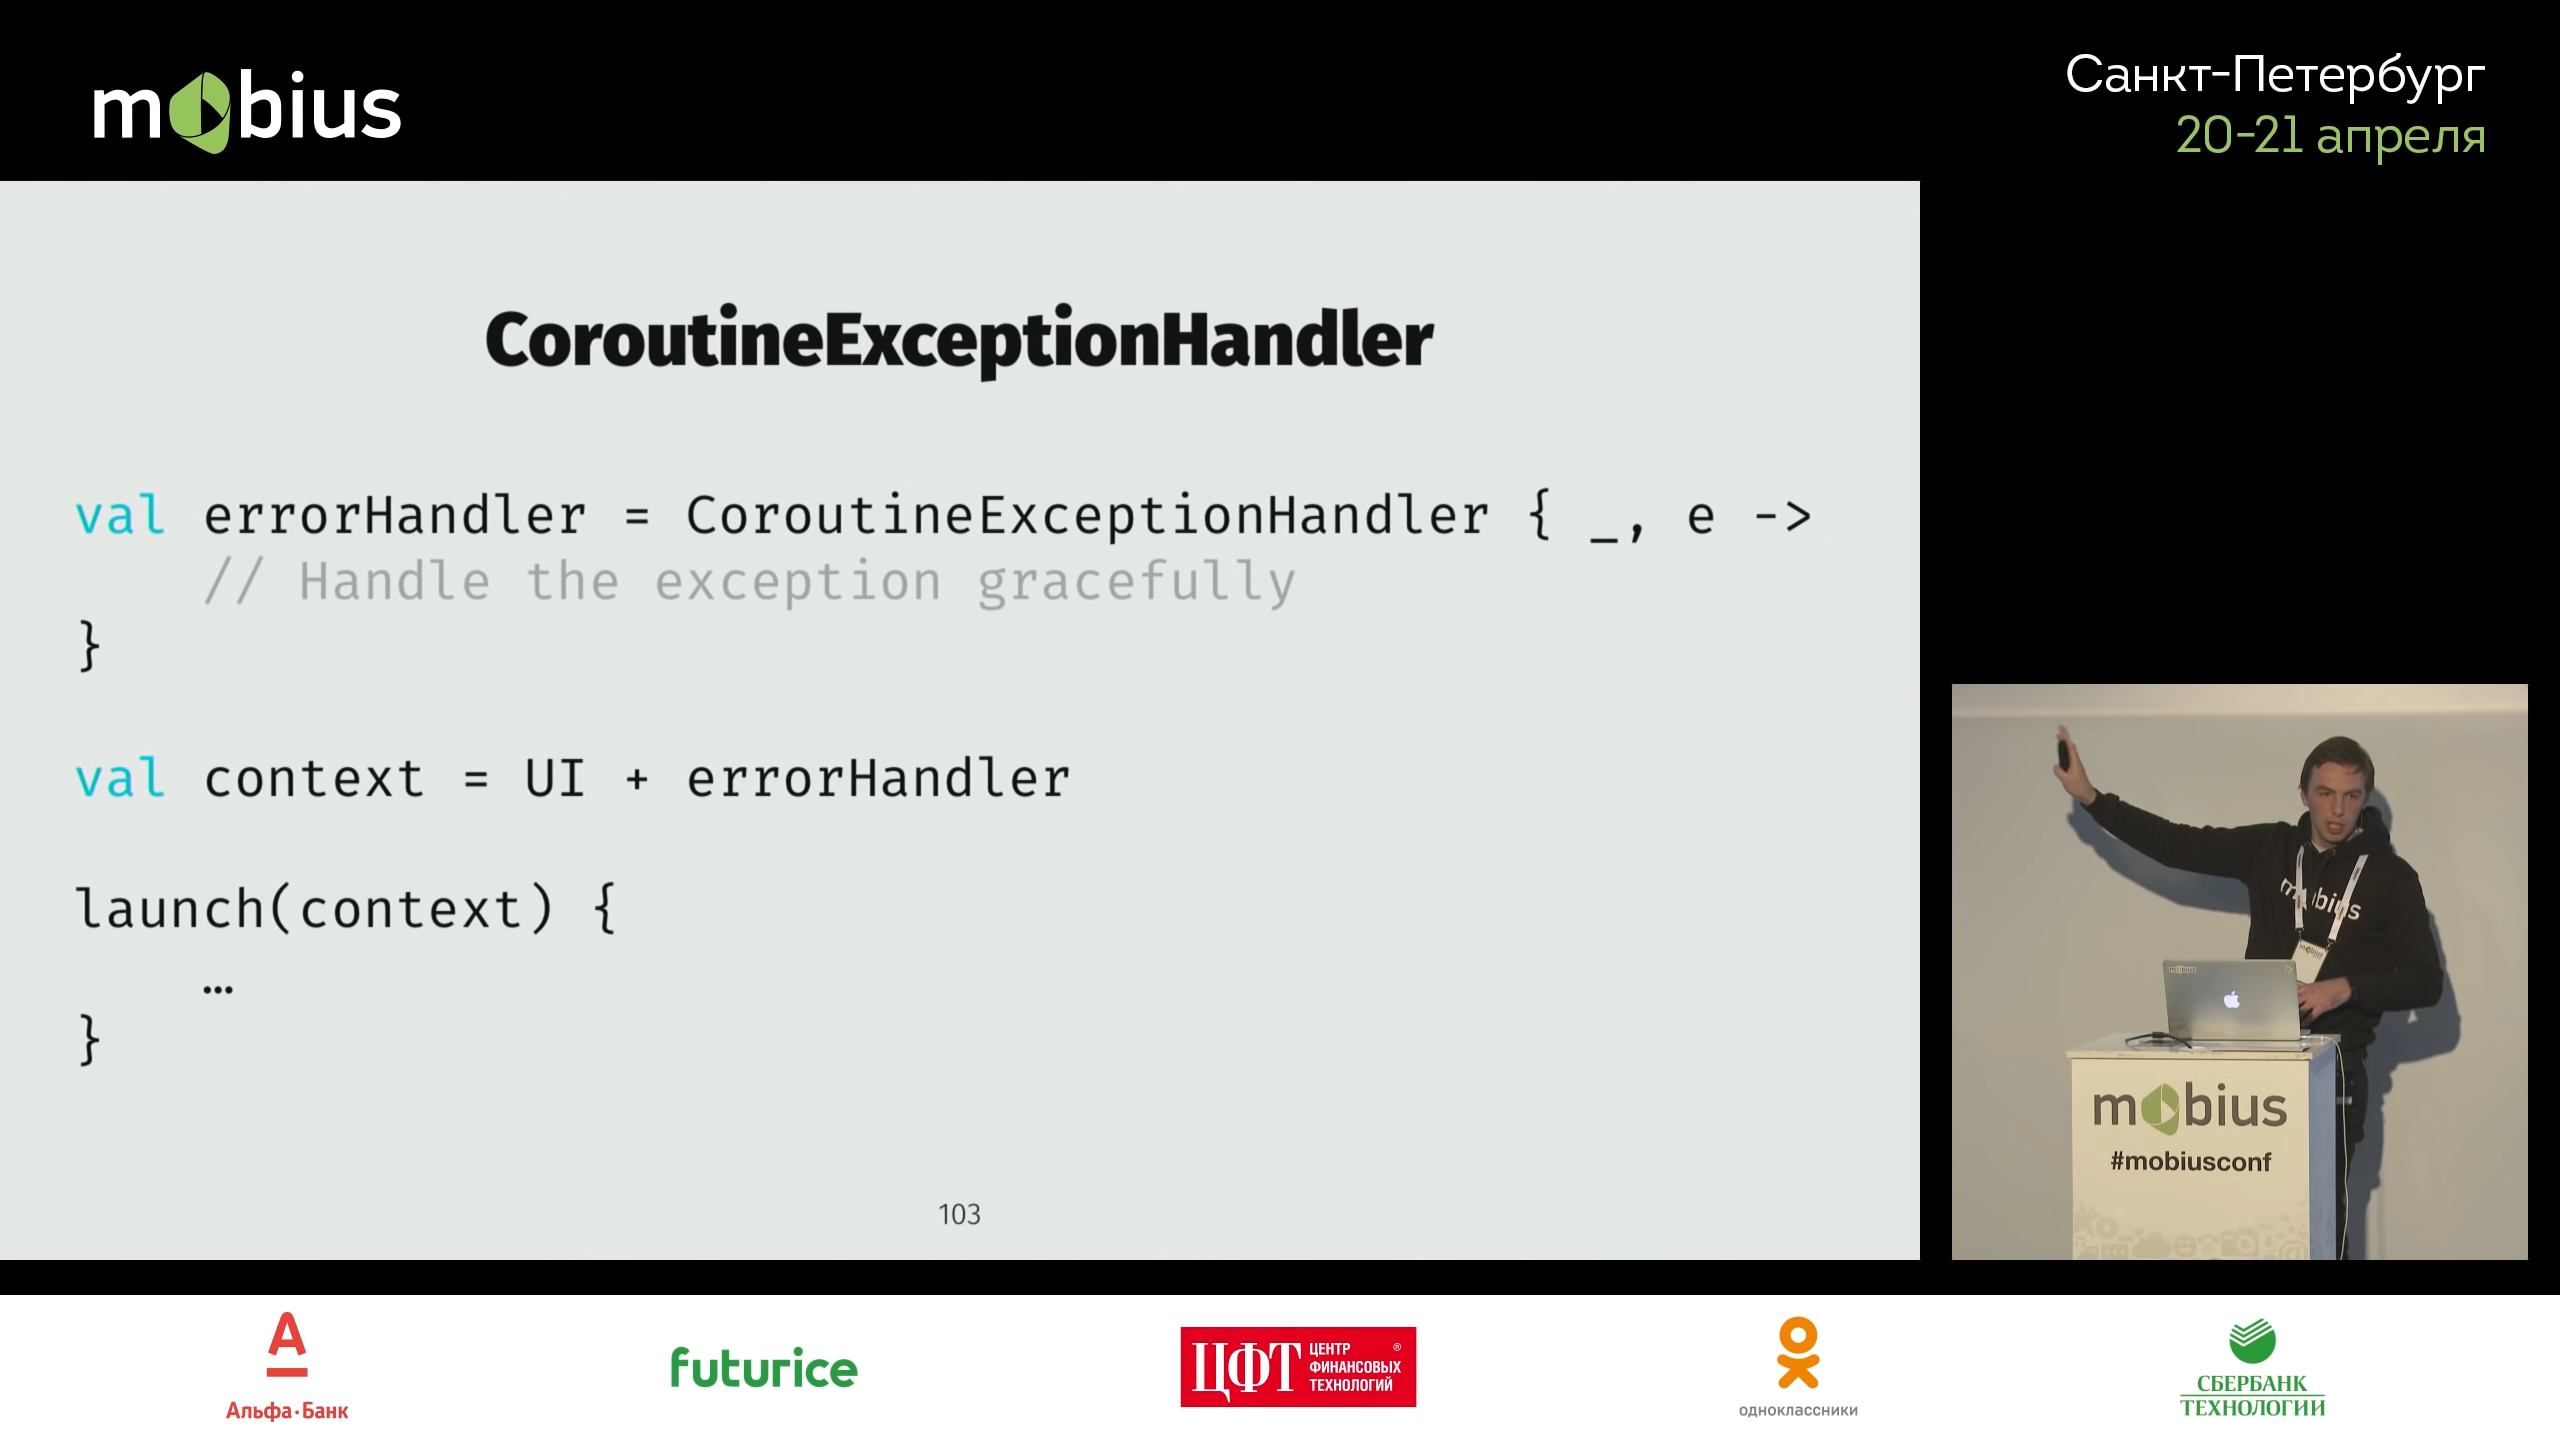 mobius
Санкт-Петербург
20-21 апреля
CoroutineExceptionHandler
val errorHandler = CoroutineExceptionHandler { _, e ->
// Handle the exception gracefully
}
val context = UI + errorHandler
launch(context) {
…
}
103
mobius
mobius
#mobiusconf
Альфа·Банк
futurice
ЦФТ
ЦЕНТР ®
ФИНАНСОВЫХ
ТЕХНОЛОГИЙ
одноклассники
СБЕРБАНК
ТЕХНОЛОГИИ